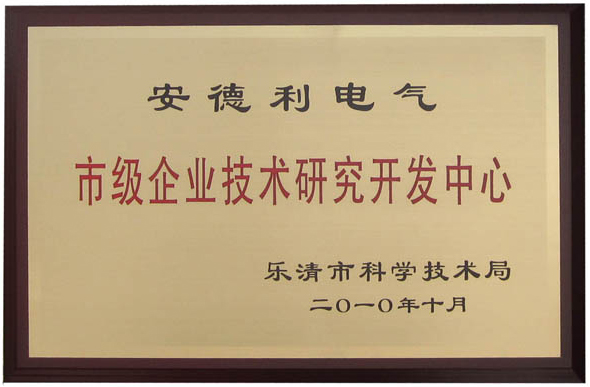 安德利电气
市级企业技术研究开发中心
乐清市科学技术局
二〇一〇年十月